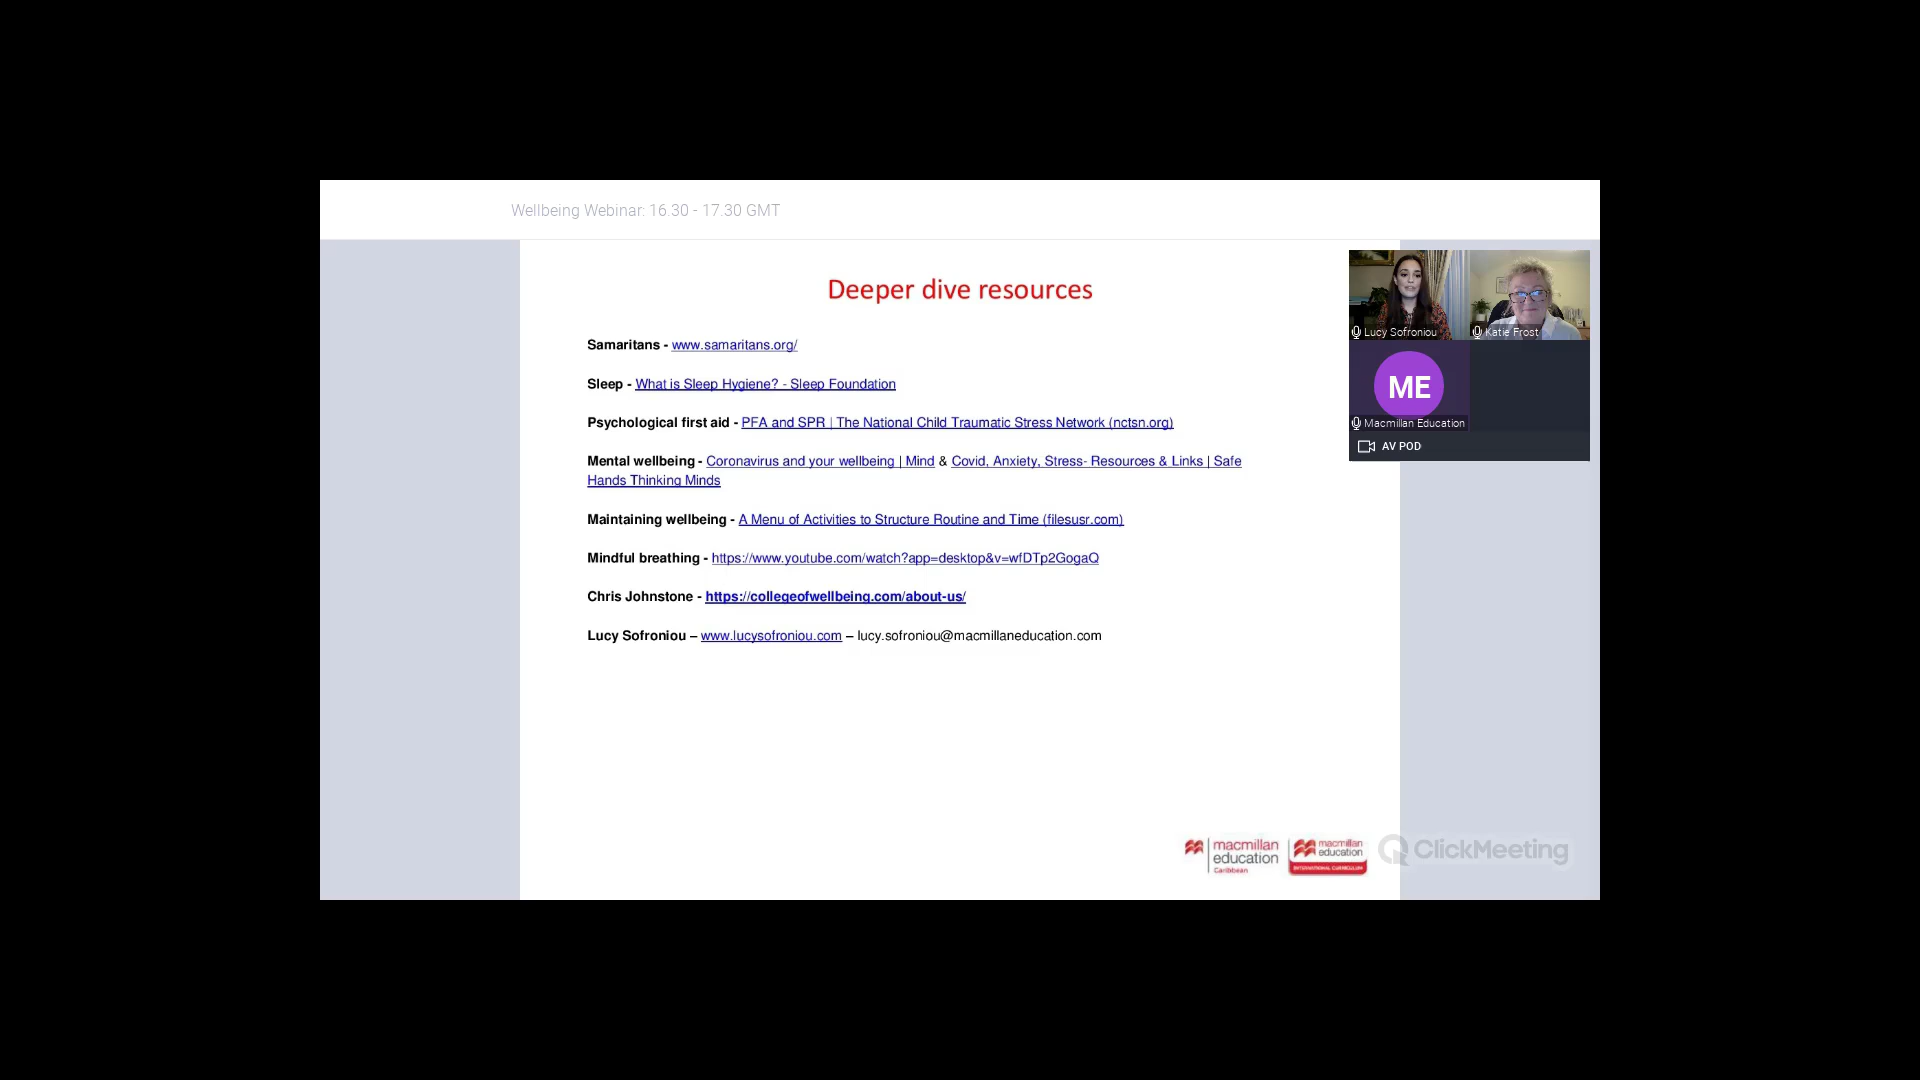 Wellbeing Webinar: 16.30 - 17.30 GMT
Deeper dive resources
Samaritans - www.samaritans.org/
Sleep - What is Sleep Hygiene? - Sleep Foundation
Psychological first aid - PFA and SPR | The National Child Traumatic Stress Network (nctsn.org)
Mental wellbeing - Coronavirus and your wellbeing | Mind & Covid, Anxiety, Stress- Resources & Links | Safe
Hands Thinking Minds
Maintaining wellbeing - A Menu of Activities to Structure Routine and Time (filesusr.com)
Mindful breathing - https://www.youtube.com/watch?app=desktop&v=wfDTp2GogaQ
Chris Johnstone - https://collegeofwellbeing.com/about-us/
Lucy Sofroniou – www.lucysofroniou.com – lucy.sofroniou@macmillaneducation.com
Lucy Sofroniou
Katie Frost
ME
Macmillan Education
AV POD
macmillan
education
Caribbean
macmillan
education
INTERNATIONAL CURRICULUM
ClickMeeting